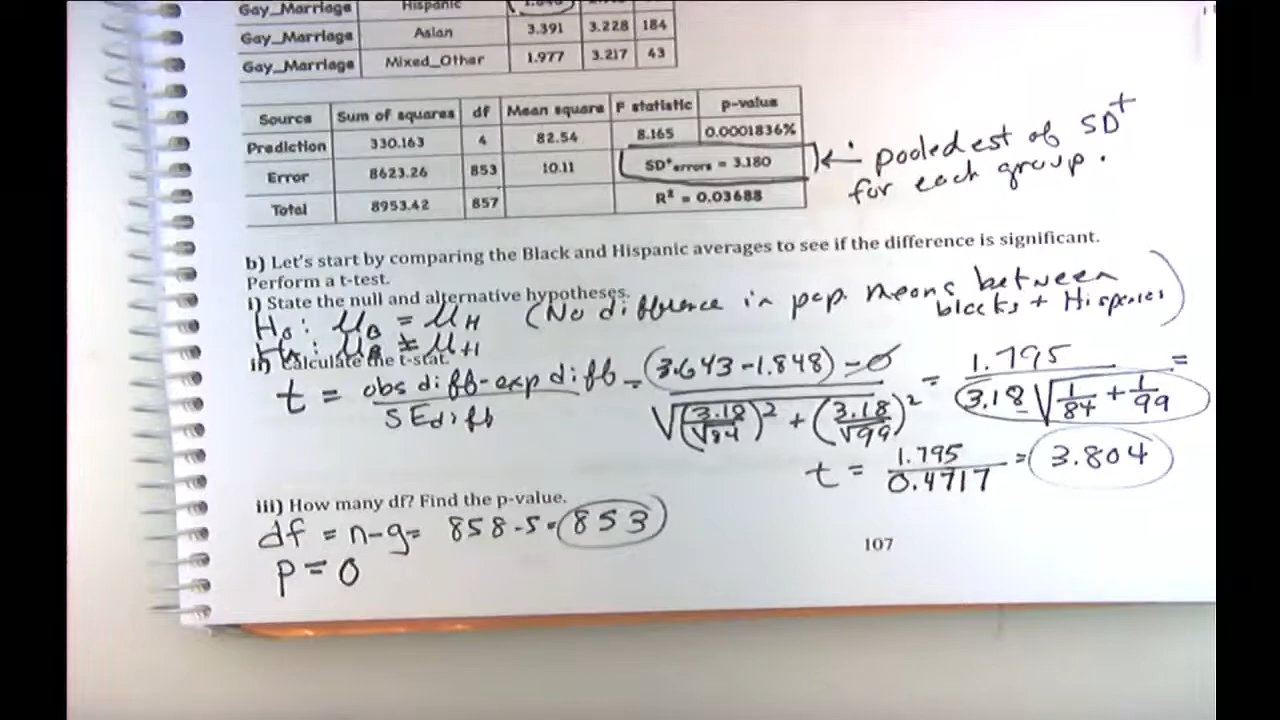 Gay_Marriage Hispanic 1.848
Gay_Marriage Asian 3.391 3.228 184
Gay_Marriage Mixed_Other 1.977 3.217 43
Source Sum of squares df Mean square F statistic p-value
Prediction 330.163 4 82.54 8.165 0.0001836%
Error 8623.26 853 10.11 SD⁺errors = 3.180
Total 8953.42 857 R² = 0.03688
← pooled est of SD⁺
for each group.
b) Let's start by comparing the Black and Hispanic averages to see if the difference is significant.
Perform a t-test.
i) State the null and alternative hypotheses.
H₀: μB = μH (No difference in pop. means between
blacks + Hispanics)
μB ≠ μH
ii) Calculate the t-stat.
t = obs diff - exp diff / SEdiff = (3.643 - 1.848) - 0 / √((3.18/√84)² + (3.18/√99)²) = 1.795 / 3.18√(1/84 + 1/99) =
t = 1.795 / 0.4717 = 3.804
iii) How many df? Find the p-value.
df = n-g = 858-5 = 853
P = 0
107